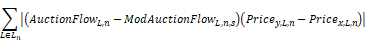 ∑_{L∈L_n} |(AuctionFlow_{L,n} − ModAuctionFlow_{L,n,s})(Price_{y,L,n} − Price_{x,L,n})|